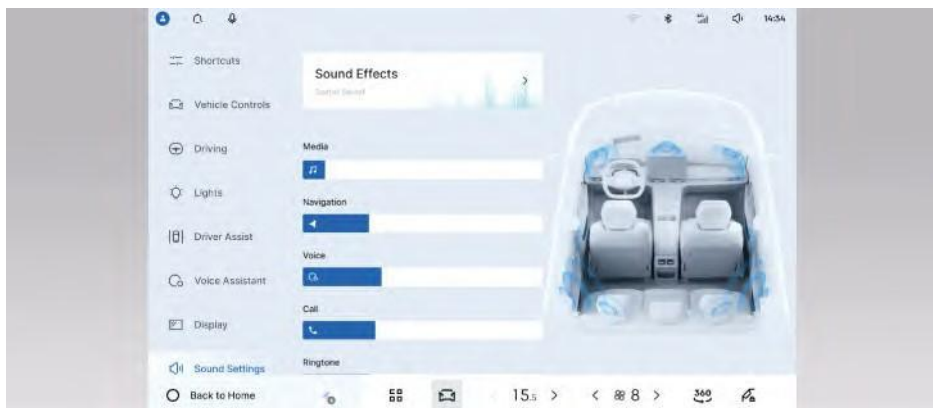 14:34
Shortcuts
Sound Effects
Vehicle Controls
Driving
Media
Lights
Navigation
Driver Assist
Voice
Voice Assistant
Call
Display
Ringtone
Sound Settings
Back to Home
15.5
8
360